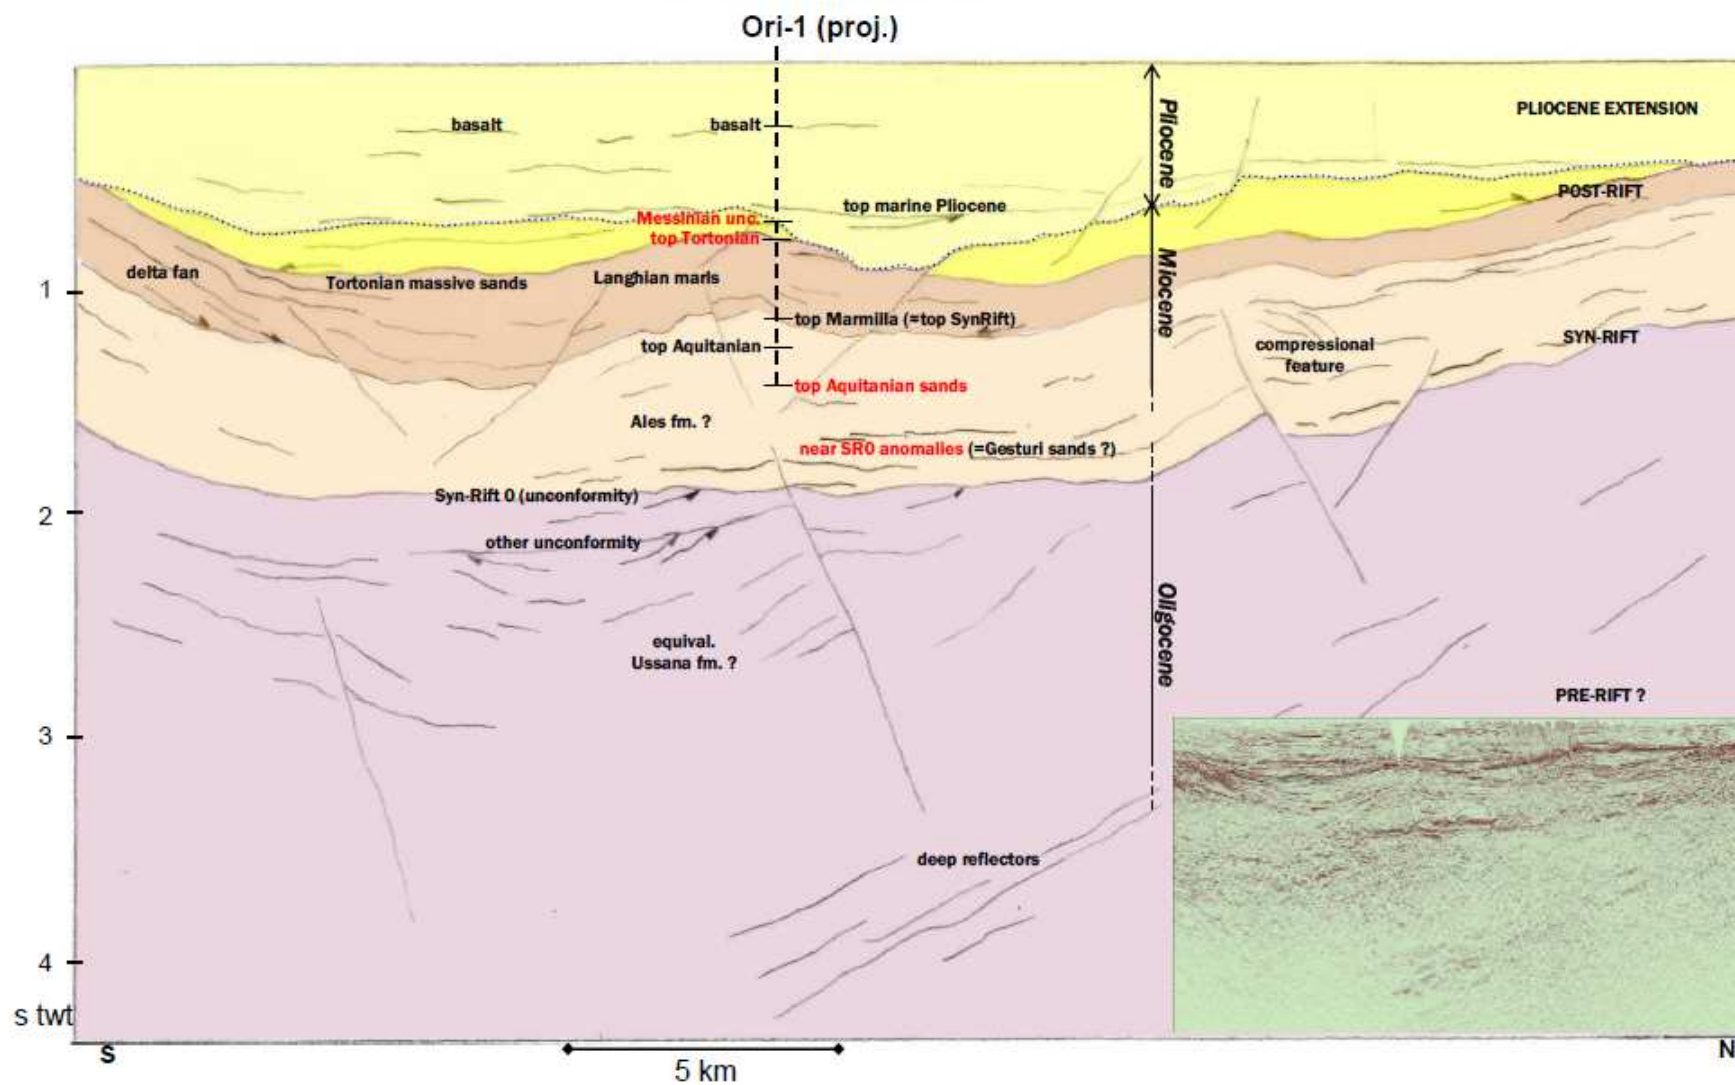 Ori-1 (proj.)
basalt
basalt
Pliocene
PLIOCENE EXTENSION
Messinian unc.
top marine Pliocene
POST-RIFT
top Tortonian
delta fan
Tortonian massive sands
Langhian marls
Miocene
1
top Marmilla (=top SynRift)
top Aquitanian
compressional
feature
SYN-RIFT
top Aquitanian sands
Ales fm. ?
near SR0 anomalies (=Gesturi sands ?)
Syn-Rift 0 (unconformity)
2
other unconformity
Oligocene
equival.
Ussana fm. ?
PRE-RIFT ?
3
deep reflectors
4
s twt
S
N
5 km